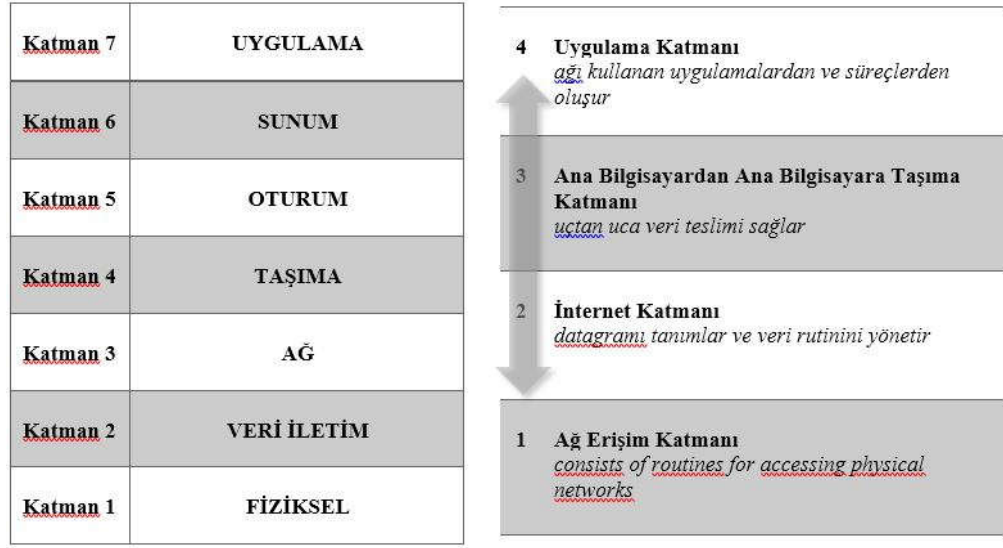 Katman 7 UYGULAMA
Katman 6 SUNUM
Katman 5 OTURUM
Katman 4 TAŞIMA
Katman 3 AĞ
Katman 2 VERİ İLETİM
Katman 1 FİZİKSEL
4 Uygulama Katmanı
ağı kullanan uygulamalardan ve süreçlerden
oluşur
3 Ana Bilgisayardan Ana Bilgisayara Taşıma
Katmanı
uçtan uca veri teslimi sağlar
2 İnternet Katmanı
datagramı tanımlar ve veri rutinini yönetir
1 Ağ Erişim Katmanı
consists of routines for accessing physical
networks